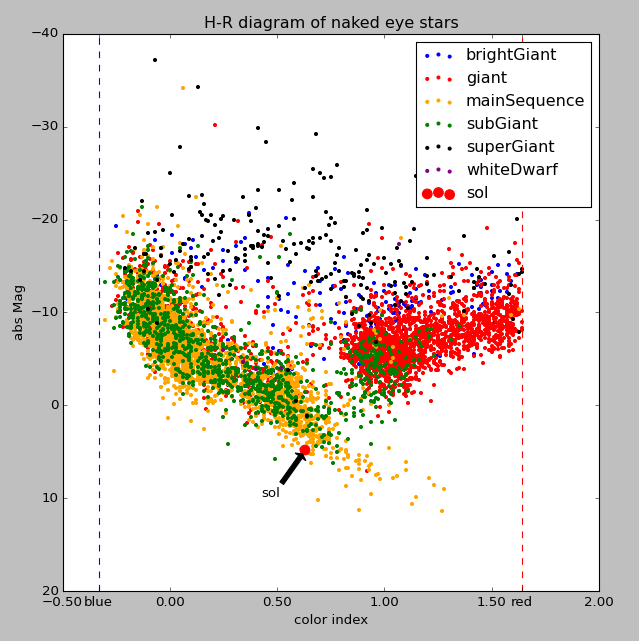 H-R diagram of naked eye stars
−40
−30
−20
−10
0
10
20
abs Mag
brightGiant
giant
mainSequence
subGiant
superGiant
whiteDwarf
sol
sol
−0.50 blue 0.00 0.50 1.00 1.50 red 2.00
color index